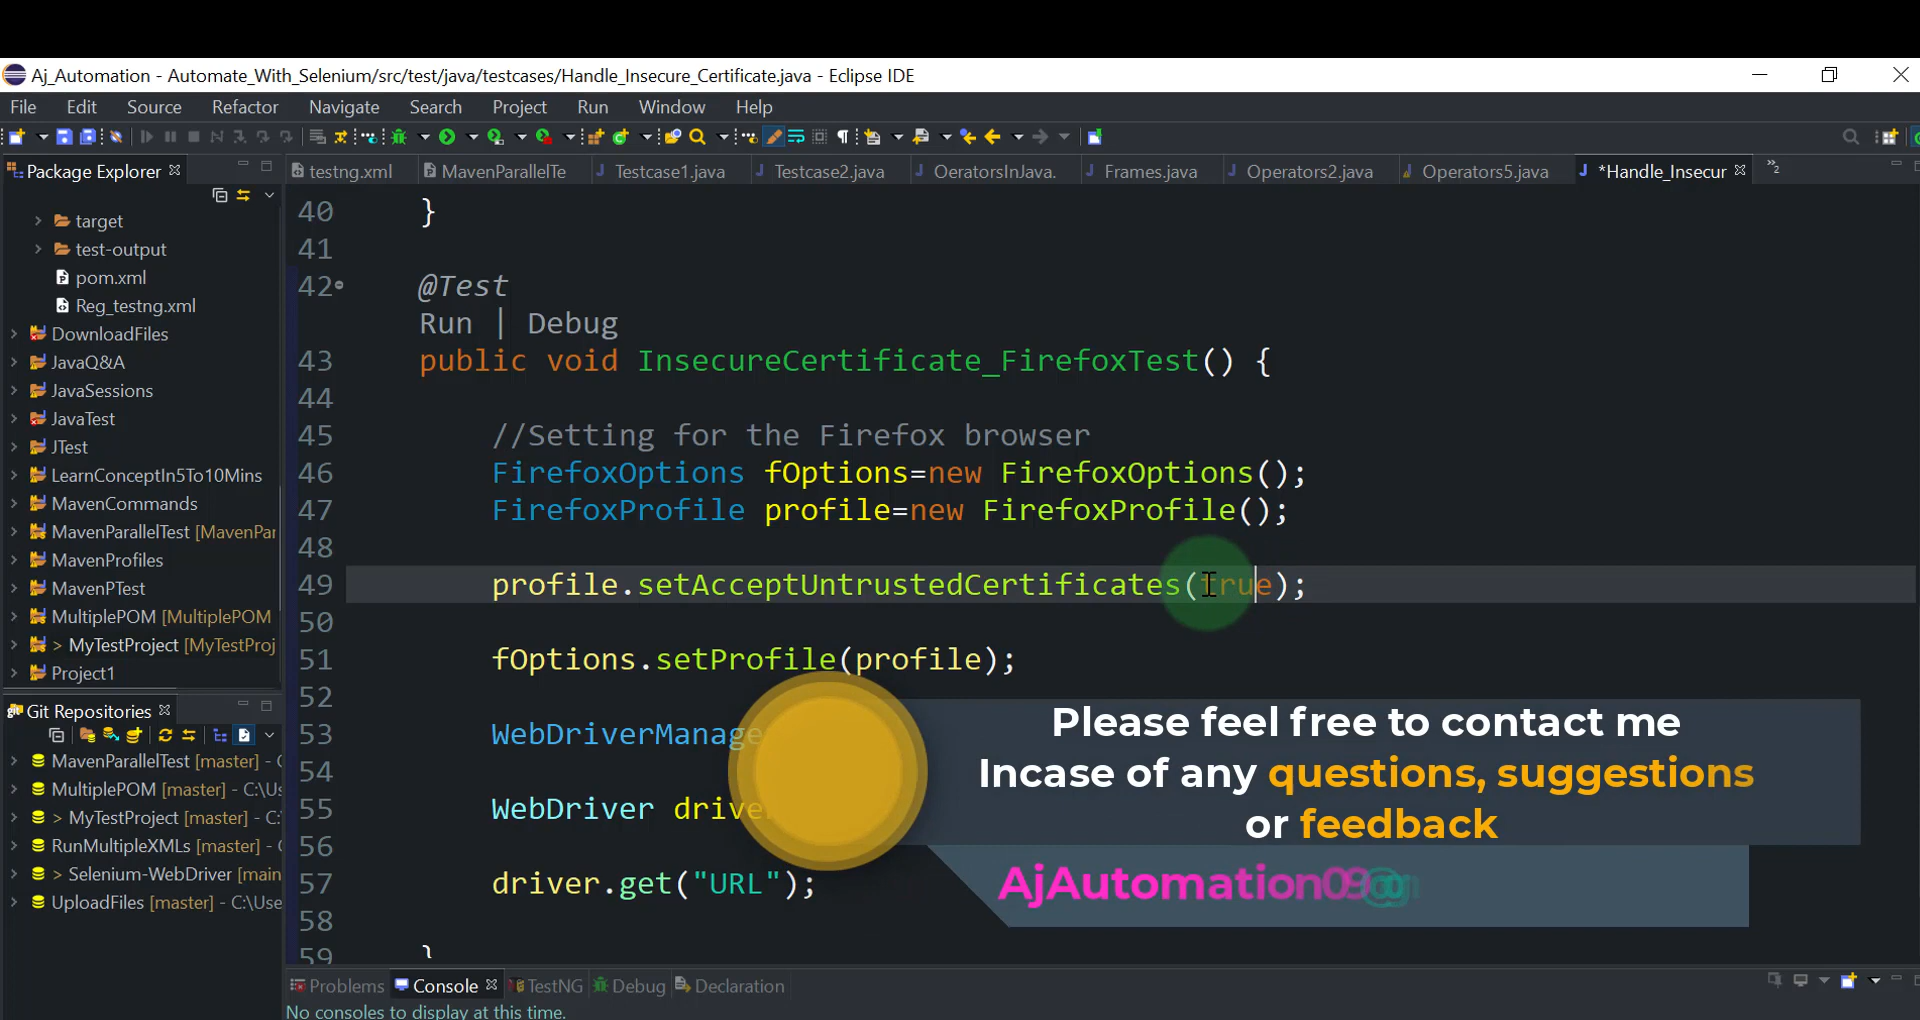 Aj_Automation - Automate_With_Selenium/src/test/java/testcases/Handle_Insecure_Certificate.java - Eclipse IDE
File Edit Source Refactor Navigate Search Project Run Window Help
Package Explorer
testng.xml MavenParallelTe Testcase1.java Testcase2.java OeratorsInJava. Frames.java Operators2.java Operators5.java *Handle_Insecur »2
target
test-output
pom.xml
Reg_testng.xml
DownloadFiles
JavaQ&A
JavaSessions
JavaTest
JTest
LearnConceptIn5To10Mins
MavenCommands
MavenParallelTest [MavenPar
MavenProfiles
MavenPTest
MultiplePOM [MultiplePOM
> MyTestProject [MyTestProj
Project1
Git Repositories
MavenParallelTest [master] - C
MultiplePOM [master] - C:\Us
> MyTestProject [master] - C:
RunMultipleXMLs [master] -
> Selenium-WebDriver [main
UploadFiles [master] - C:\Use
40 }
41
42 @Test
Run | Debug
43 public void InsecureCertificate_FirefoxTest() {
44
45 //Setting for the Firefox browser
46 FirefoxOptions fOptions=new FirefoxOptions();
47 FirefoxProfile profile=new FirefoxProfile();
48
49 profile.setAcceptUntrustedCertificates(true);
50
51 fOptions.setProfile(profile);
52
53 WebDriverManage
54
55 WebDriver drive
56
57 driver.get("URL");
58
59 }
Please feel free to contact me
Incase of any questions, suggestions
or feedback
AjAutomation09@
Problems Console TestNG Debug Declaration
No consoles to display at this time.